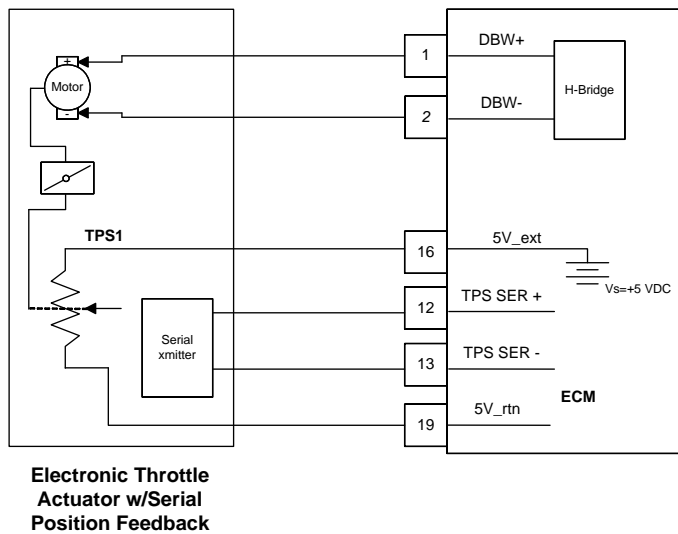 +
Motor
-
TPS1
Serial
xmitter
1
2
16
12
13
19
DBW+
DBW-
H-Bridge
5V_ext
Vs=+5 VDC
TPS SER +
TPS SER -
5V_rtn
ECM
Electronic Throttle
Actuator w/Serial
Position Feedback